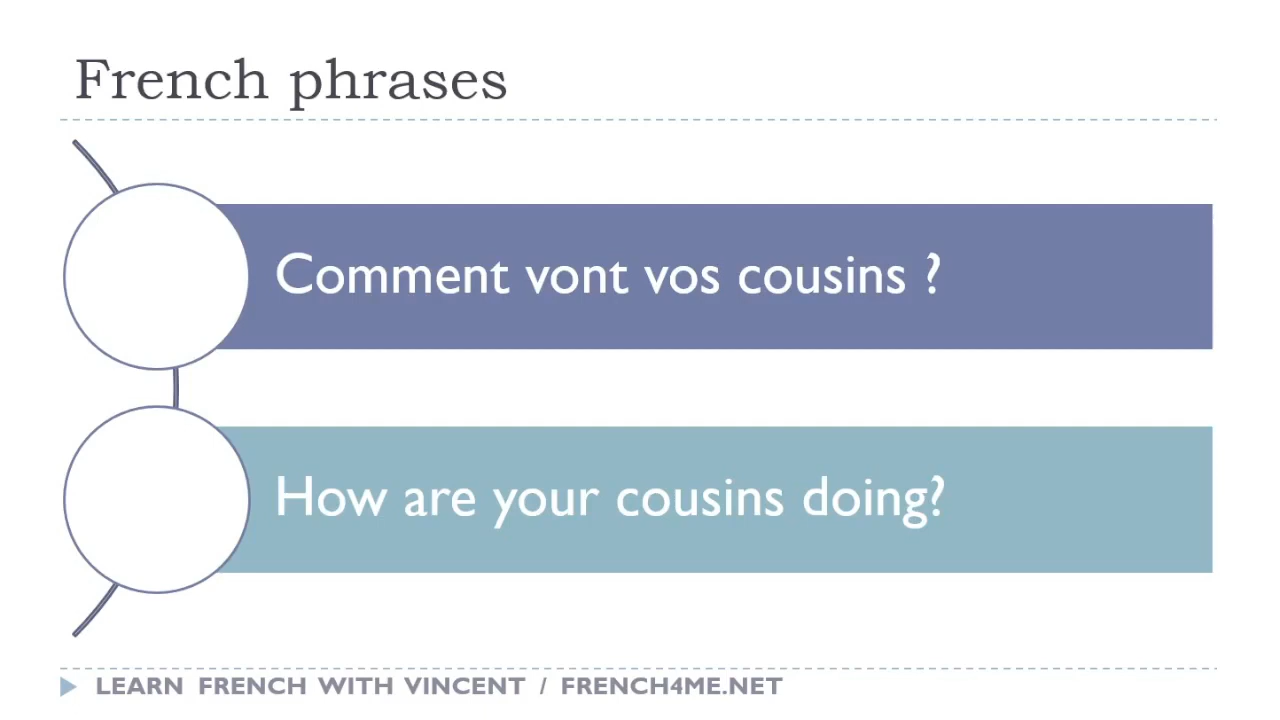 French phrases
Comment vont vos cousins ?
How are your cousins doing?
LEARN FRENCH WITH VINCENT / FRENCH4ME.NET